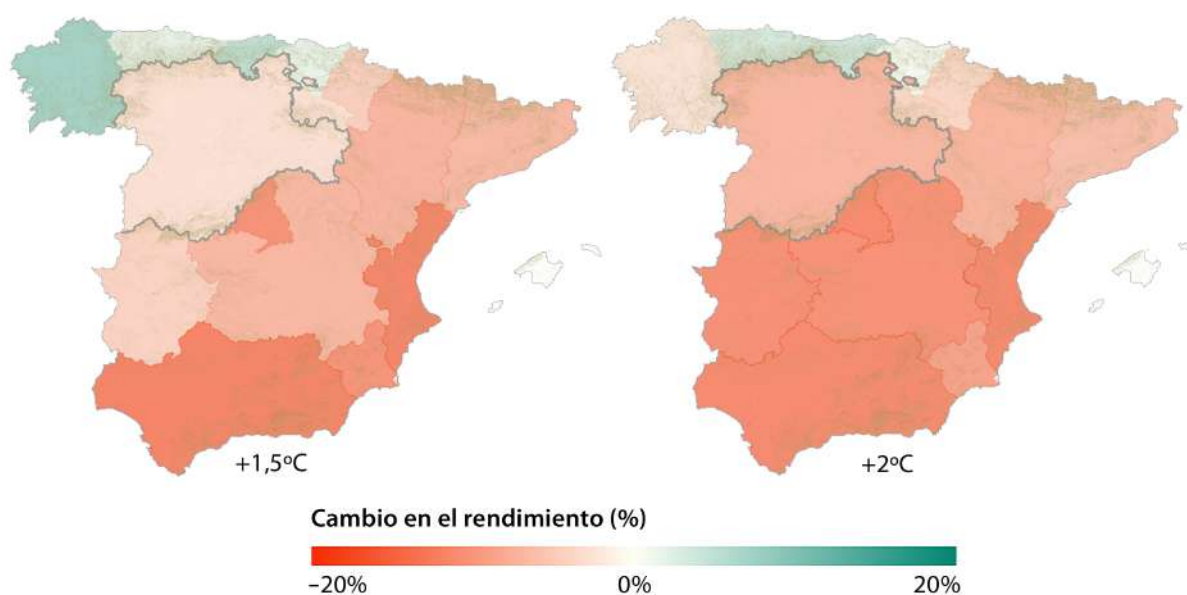 +1,5ºC
+2ºC
Cambio en el rendimiento (%)
−20%
0%
20%